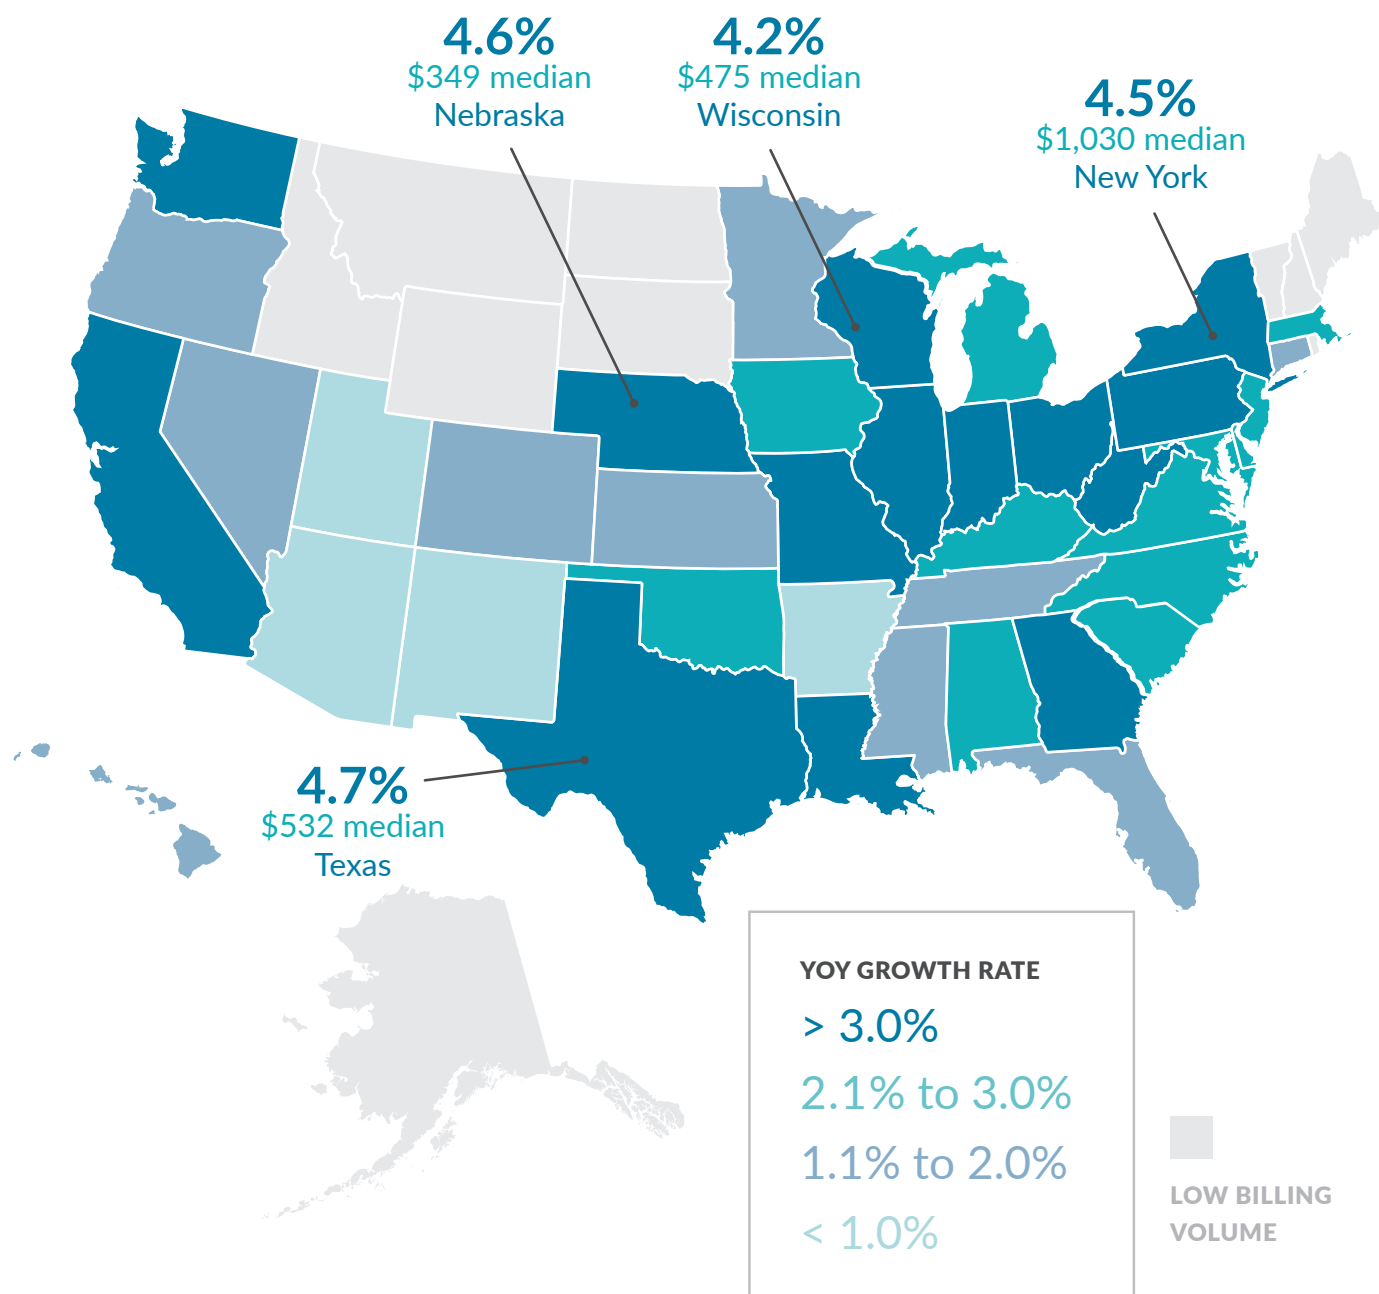 4.6%
$349 median
Nebraska
4.2%
$475 median
Wisconsin
4.5%
$1,030 median
New York
4.7%
$532 median
Texas
YOY GROWTH RATE
> 3.0%
2.1% to 3.0%
1.1% to 2.0%
< 1.0%
LOW BILLING
VOLUME